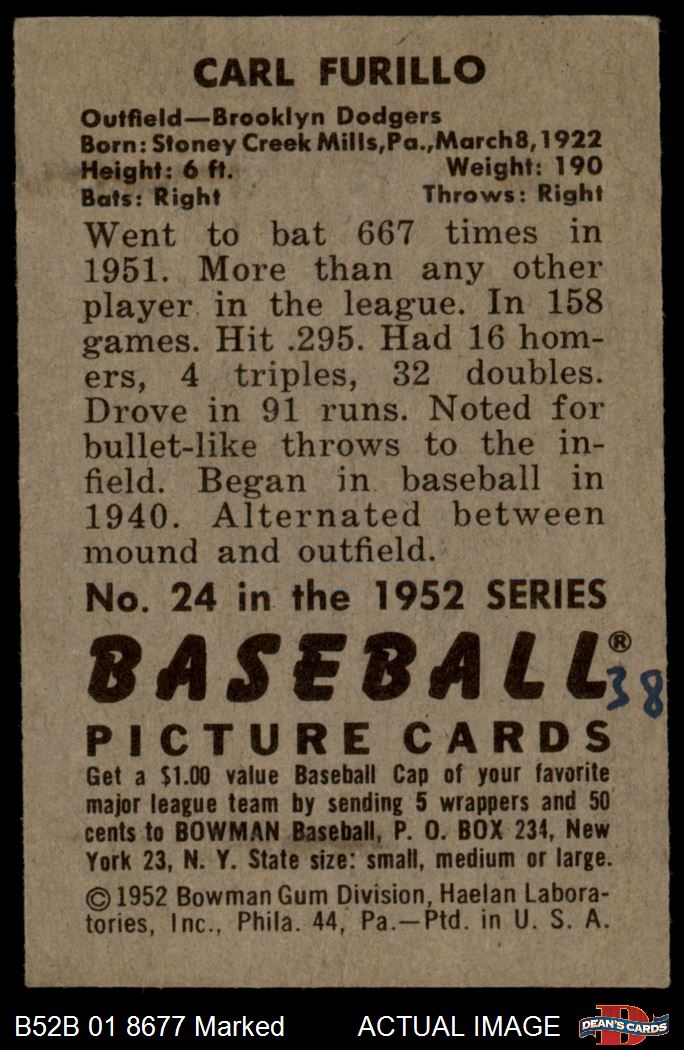 CARL FURILLO
Outfield—Brooklyn Dodgers
Born: Stoney Creek Mills, Pa., March 8, 1922
Height: 6 ft. Weight: 190
Bats: Right Throws: Right
Went to bat 667 times in
1951. More than any other
player in the league. In 158
games. Hit .295. Had 16 hom-
ers, 4 triples, 32 doubles.
Drove in 91 runs. Noted for
bullet-like throws to the in-
field. Began in baseball in
1940. Alternated between
mound and outfield.
No. 24 in the 1952 SERIES
BASEBALL®
38
PICTURE CARDS
Get a $1.00 value Baseball Cap of your favorite
major league team by sending 5 wrappers and 50
cents to BOWMAN Baseball, P. O. BOX 234, New
York 23, N. Y. State size: small, medium or large.
© 1952 Bowman Gum Division, Haelan Labora-
tories, Inc., Phila. 44, Pa.—Ptd. in U. S. A.
B52B 01 8677 Marked ACTUAL IMAGE
D
DEAN'S CARDS